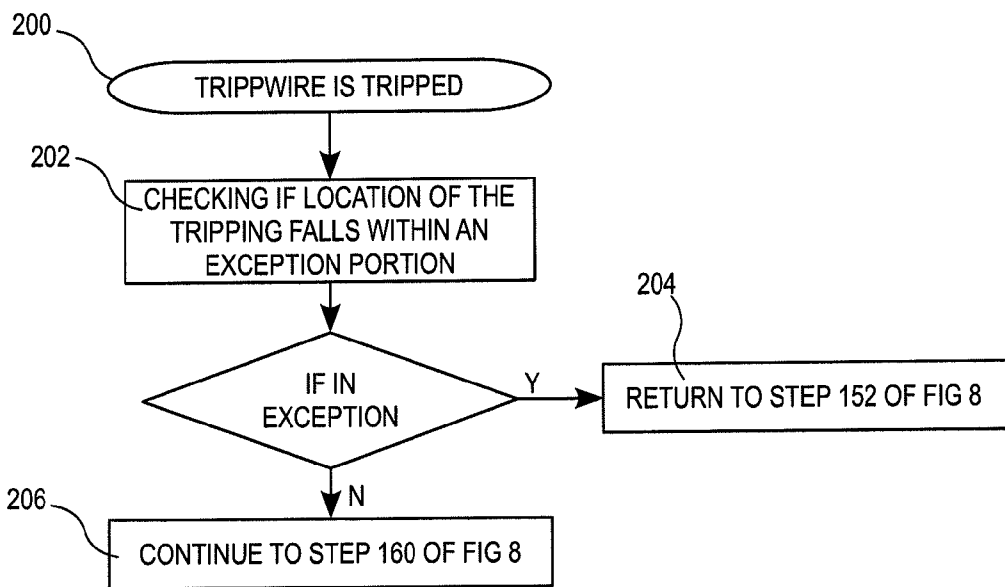 200
TRIPPWIRE IS TRIPPED
202
CHECKING IF LOCATION OF THE
TRIPPING FALLS WITHIN AN
EXCEPTION PORTION
204
IF IN
EXCEPTION
Y
RETURN TO STEP 152 OF FIG 8
N
206
CONTINUE TO STEP 160 OF FIG 8